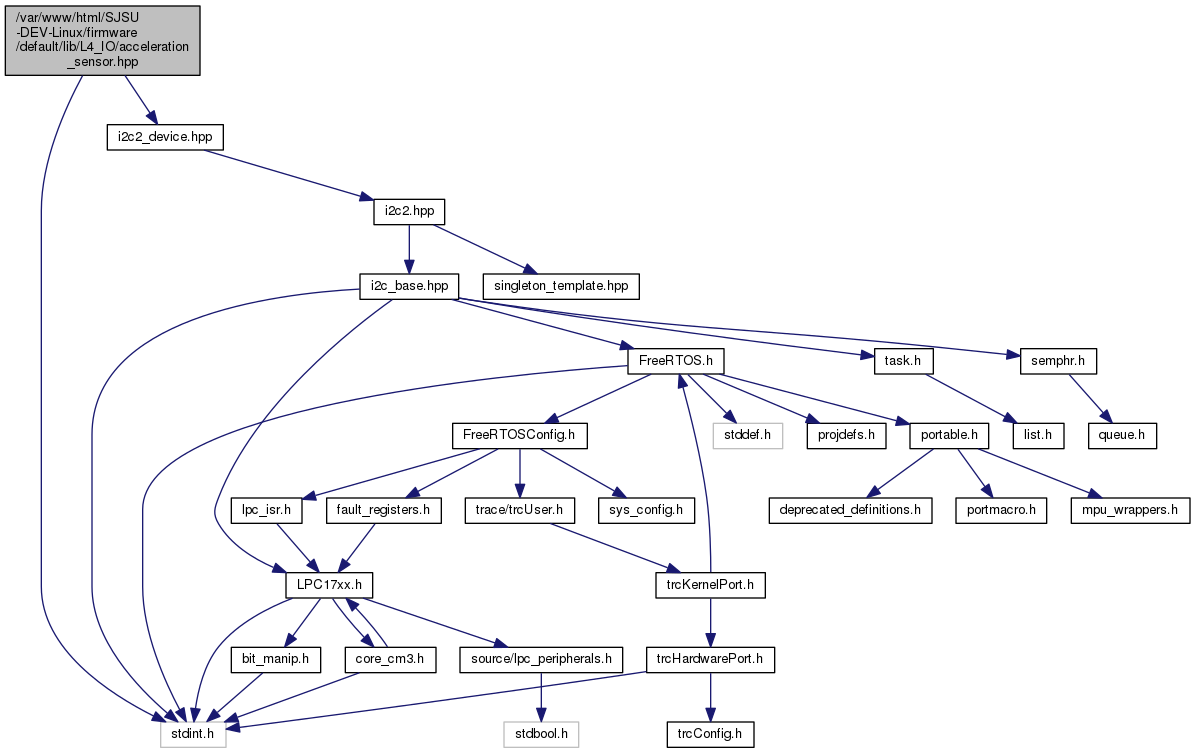 /var/www/html/SJSU
-DEV-Linux/firmware
/default/lib/L4_IO/acceleration
_sensor.hpp
i2c2_device.hpp
i2c2.hpp
i2c_base.hpp
singleton_template.hpp
FreeRTOS.h
task.h
semphr.h
FreeRTOSConfig.h
stddef.h
projdefs.h
portable.h
list.h
queue.h
lpc_isr.h
fault_registers.h
trace/trcUser.h
sys_config.h
deprecated_definitions.h
portmacro.h
mpu_wrappers.h
LPC17xx.h
trcKernelPort.h
bit_manip.h
core_cm3.h
source/lpc_peripherals.h
trcHardwarePort.h
stdint.h
stdbool.h
trcConfig.h